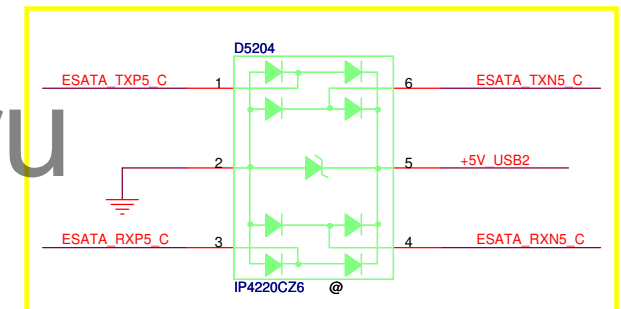 D5204
ESATA_TXP5_C 1 6 ESATA_TXN5_C
2 5 +5V_USB2
ESATA_RXP5_C 3 4 ESATA_RXN5_C
IP4220CZ6 @